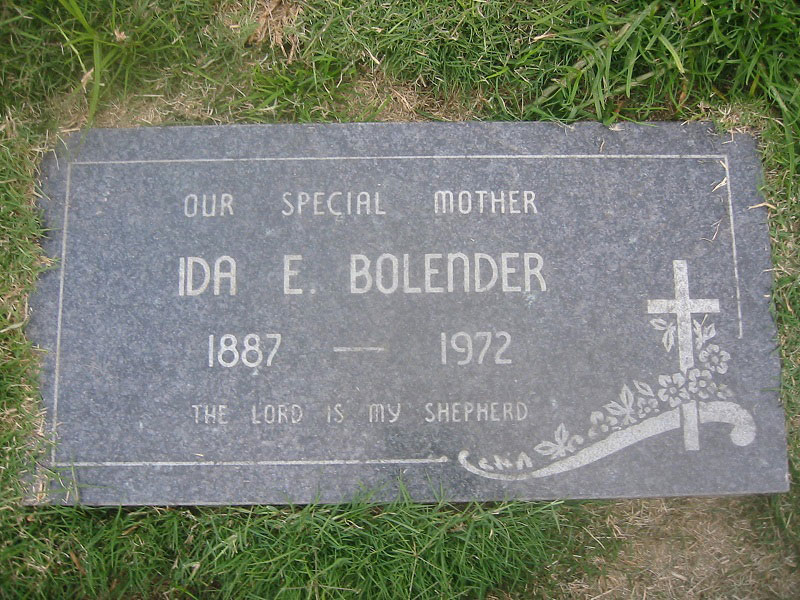 OUR SPECIAL MOTHER
IDA E. BOLENDER
1887 — 1972
THE LORD IS MY SHEPHERD